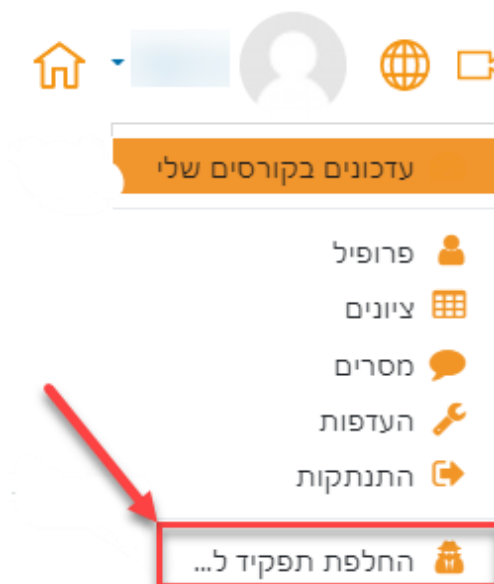 עדכונים בקורסים שלי
פרופיל
ציונים
מסרים
העדפות
התנתקות
החלפת תפקיד ל...